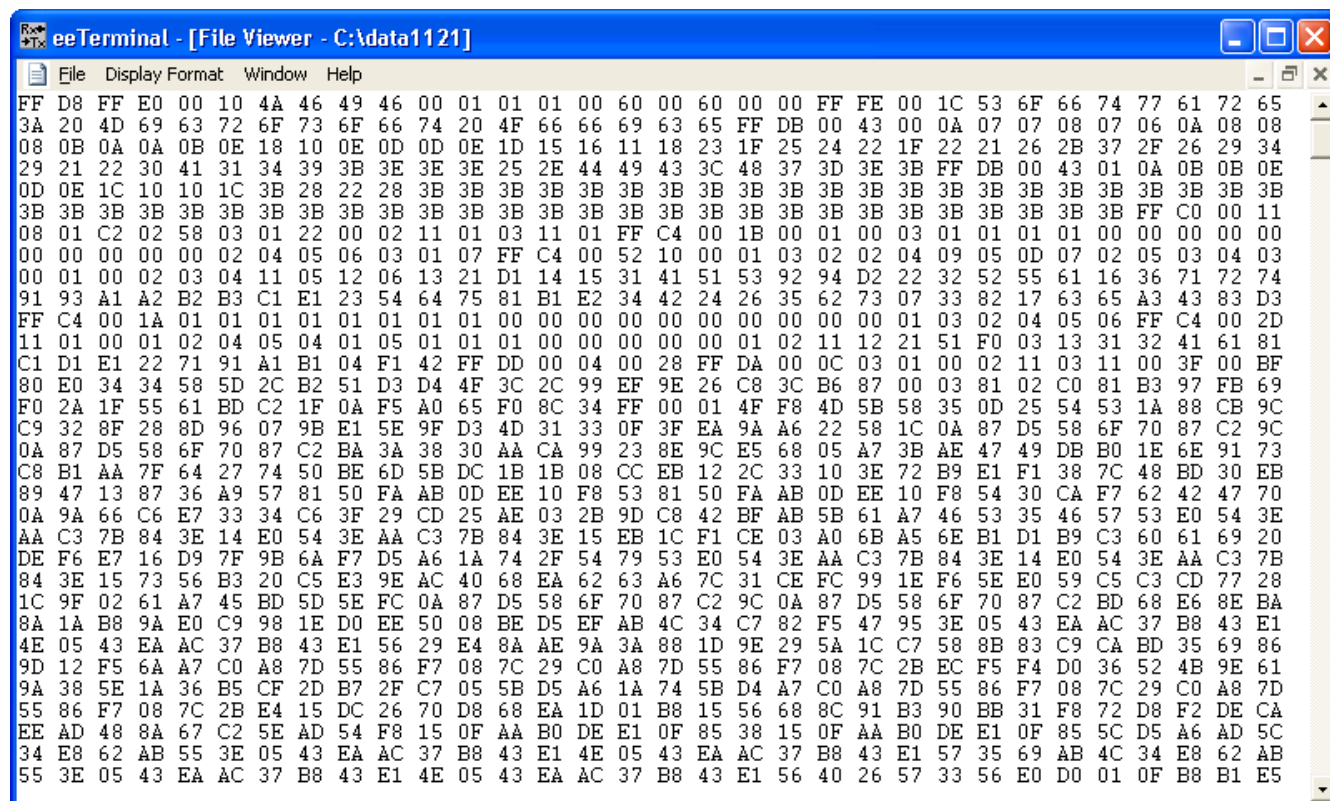 eeTerminal - [File Viewer - C:\data1121]
File Display Format Window Help
FF D8 FF E0 00 10 4A 46 49 46 00 01 01 01 00 60 00 60 00 00 FF FE 00 1C 53 6F 66 74 77 61 72 65
3A 20 4D 69 63 72 6F 73 6F 66 74 20 4F 66 66 69 63 65 FF DB 00 43 00 0A 07 07 08 07 06 0A 08 08
08 0B 0A 0A 0B 0E 18 10 0E 0D 0D 0E 1D 15 16 11 18 23 1F 25 24 22 1F 22 21 26 2B 37 2F 26 29 34
29 21 22 30 41 31 34 39 3B 3E 3E 3E 25 2E 44 49 43 3C 48 37 3D 3E 3B FF DB 00 43 01 0A 0B 0B 0E
0D 0E 1C 10 10 1C 3B 28 22 28 3B 3B 3B 3B 3B 3B 3B 3B 3B 3B 3B 3B 3B 3B 3B 3B 3B 3B 3B 3B 3B 3B
3B 3B 3B 3B 3B 3B 3B 3B 3B 3B 3B 3B 3B 3B 3B 3B 3B 3B 3B 3B 3B 3B 3B 3B 3B 3B 3B 3B FF C0 00 11
08 01 C2 02 58 03 01 22 00 02 11 01 03 11 01 FF C4 00 1B 00 01 00 03 01 01 01 01 00 00 00 00 00
00 00 00 00 00 02 04 05 06 03 01 07 FF C4 00 52 10 00 01 03 02 02 04 09 05 0D 07 02 05 03 04 03
00 01 00 02 03 04 11 05 12 06 13 21 D1 14 15 31 41 51 53 92 94 D2 22 32 52 55 61 16 36 71 72 74
91 93 A1 A2 B2 B3 C1 E1 23 54 64 75 81 B1 E2 34 42 24 26 35 62 73 07 33 82 17 63 65 A3 43 83 D3
FF C4 00 1A 01 01 01 01 01 01 01 01 00 00 00 00 00 00 00 00 00 00 00 01 03 02 04 05 06 FF C4 00 2D
11 01 00 01 02 04 05 04 01 05 01 01 01 00 00 00 00 00 00 01 02 11 12 21 51 F0 03 13 31 32 41 61 81
C1 D1 E1 22 71 91 A1 B1 04 F1 42 FF DD 00 04 00 28 FF DA 00 0C 03 01 00 02 11 03 11 00 3F 00 BF
80 E0 34 34 58 5D 2C B2 51 D3 D4 4F 3C 2C 99 EF 9E 26 C8 3C B6 87 00 03 81 02 C0 81 B3 97 FB 69
F0 2A 1F 55 61 BD C2 1F 0A F5 A0 65 F0 8C 34 FF 00 01 4F F8 4D 5B 58 35 0D 25 54 53 1A 88 CB 9C
C9 32 8F 28 8D 96 07 9B E1 5E 9F D3 4D 31 33 0F 3F EA 9A A6 22 58 1C 0A 87 D5 58 6F 70 87 C2 9C
0A 87 D5 58 6F 70 87 C2 BA 3A 38 30 AA CA 99 23 8E 9C E5 68 05 A7 3B AE 47 49 DB B0 1E 6E 91 73
C8 B1 AA 7F 64 27 74 50 BE 6D 5B DC 1B 1B 08 CC EB 12 2C 33 10 3E 72 B9 E1 F1 38 7C 48 BD 30 EB
89 47 13 87 36 A9 57 81 50 FA AB 0D EE 10 F8 53 81 50 FA AB 0D EE 10 F8 54 30 CA F7 62 42 47 70
0A 9A 66 C6 E7 33 34 C6 3F 29 CD 25 AE 03 2B 9D C8 42 BF AB 5B 61 A7 46 53 35 46 57 53 E0 54 3E
AA C3 7B 84 3E 14 E0 54 3E AA C3 7B 84 3E 15 EB 1C F1 CE 03 A0 6B A5 6E B1 D1 B9 C3 60 61 69 20
DE F6 E7 16 D9 7F 9B 6A F7 D5 A6 1A 74 2F 54 79 53 E0 54 3E AA C3 7B 84 3E 14 E0 54 3E AA C3 7B
84 3E 15 73 56 B3 20 C5 E3 9E AC 40 68 EA 62 63 A6 7C 31 CE FC 99 1E F6 5E E0 59 C5 C3 CD 77 28
1C 9F 02 61 A7 45 BD 5D 5E FC 0A 87 D5 58 6F 70 87 C2 9C 0A 87 D5 58 6F 70 87 C2 BD 68 E6 8E BA
8A 1A B8 9A E0 C9 98 1E D0 EE 50 08 BE D5 EF AB 4C 34 C7 82 F5 47 95 3E 05 43 EA AC 37 B8 43 E1
4E 05 43 EA AC 37 B8 43 E1 56 29 E4 8A AE 9A 3A 88 1D 9E 29 5A 1C C7 58 8B 83 C9 CA BD 35 69 86
9D 12 F5 6A A7 C0 A8 7D 55 86 F7 08 7C 29 C0 A8 7D 55 86 F7 08 7C 2B EC F5 F4 D0 36 52 4B 9E 61
9A 38 5E 1A 36 B5 CF 2D B7 2F C7 05 5B D5 A6 1A 74 5B D4 A7 C0 A8 7D 55 86 F7 08 7C 29 C0 A8 7D
55 86 F7 08 7C 2B E4 15 DC 26 70 D8 68 EA 1D 01 B8 15 56 68 8C 91 B3 90 BB 31 F8 72 D8 F2 DE CA
EE AD 48 8A 67 C2 5E AD 54 F8 15 0F AA B0 DE E1 0F 85 38 15 0F AA B0 DE E1 0F 85 5C D5 A6 AD 5C
34 E8 62 AB 55 3E 05 43 EA AC 37 B8 43 E1 4E 05 43 EA AC 37 B8 43 E1 57 35 69 AB 4C 34 E8 62 AB
55 3E 05 43 EA AC 37 B8 43 E1 4E 05 43 EA AC 37 B8 43 E1 56 40 26 57 33 56 E0 D0 01 0F B8 B1 E5